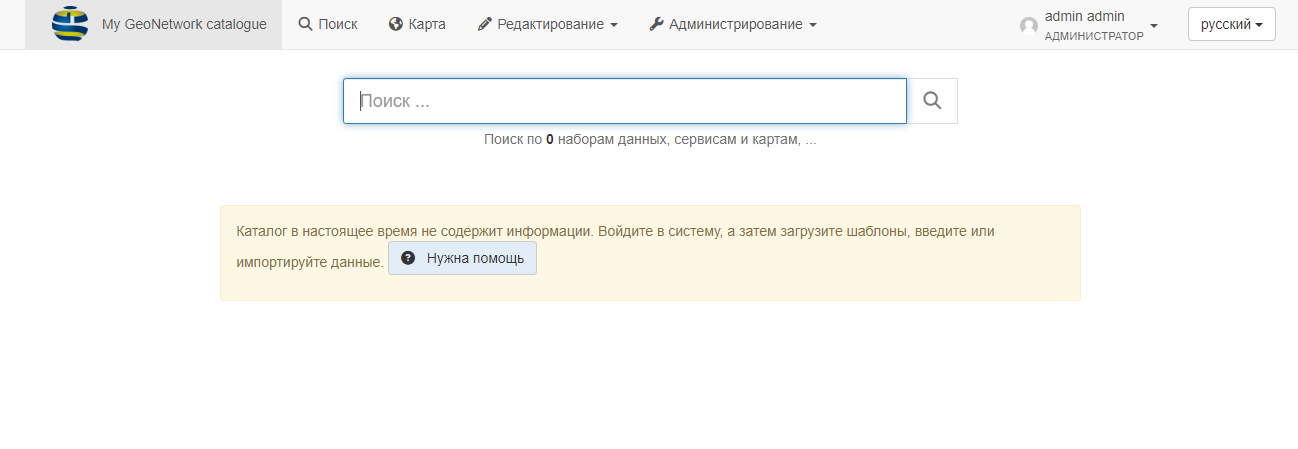 My GeoNetwork catalogue Поиск Карта Редактирование Администрирование admin admin русский
АДМИНИСТРАТОР
Поиск ...
Поиск по 0 наборам данных, сервисам и картам, ...
Каталог в настоящее время не содержит информации. Войдите в систему, а затем загрузите шаблоны, введите или
импортируйте данные. Нужна помощь